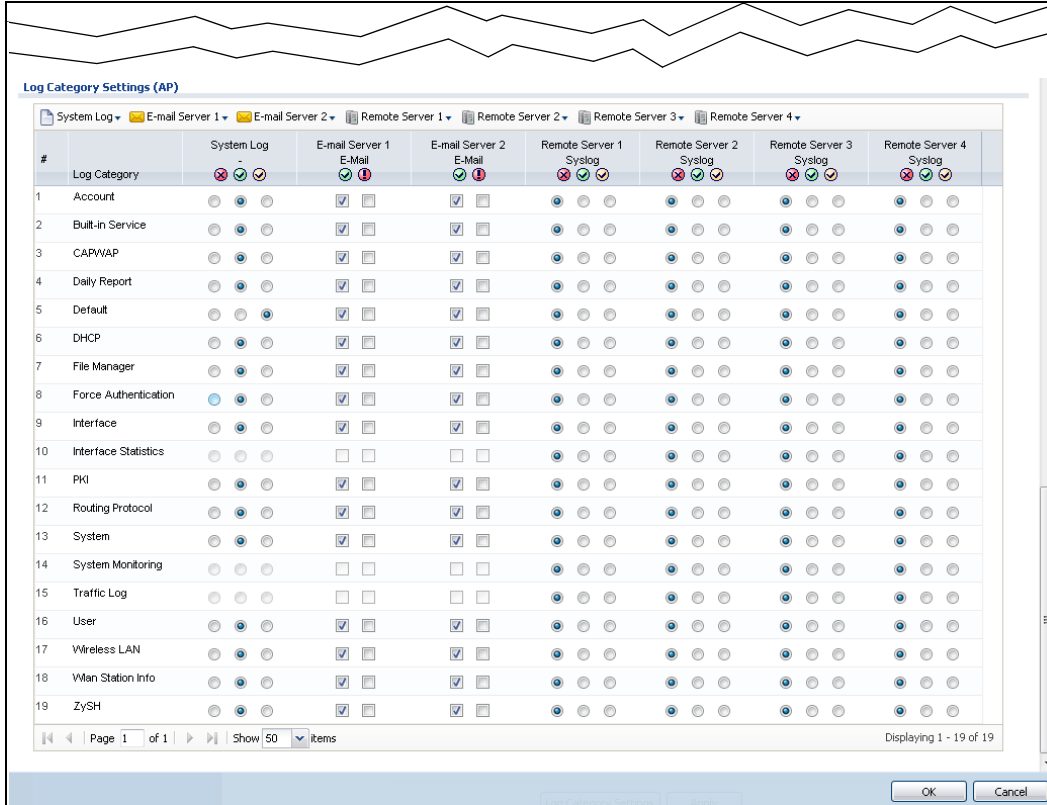 Log Category Settings (AP)
System Log E-mail Server 1 E-mail Server 2 Remote Server 1 Remote Server 2 Remote Server 3 Remote Server 4
# Log Category System Log - E-mail Server 1 E-Mail E-mail Server 2 E-Mail Remote Server 1 Syslog Remote Server 2 Syslog Remote Server 3 Syslog Remote Server 4 Syslog
1 Account
2 Built-in Service
3 CAPWAP
4 Daily Report
5 Default
6 DHCP
7 File Manager
8 Force Authentication
9 Interface
10 Interface Statistics
11 PKI
12 Routing Protocol
13 System
14 System Monitoring
15 Traffic Log
16 User
17 Wireless LAN
18 Wlan Station Info
19 ZySH
Page 1 of 1 Show 50 items Displaying 1 - 19 of 19
OK Cancel
Log Category Settings Apply